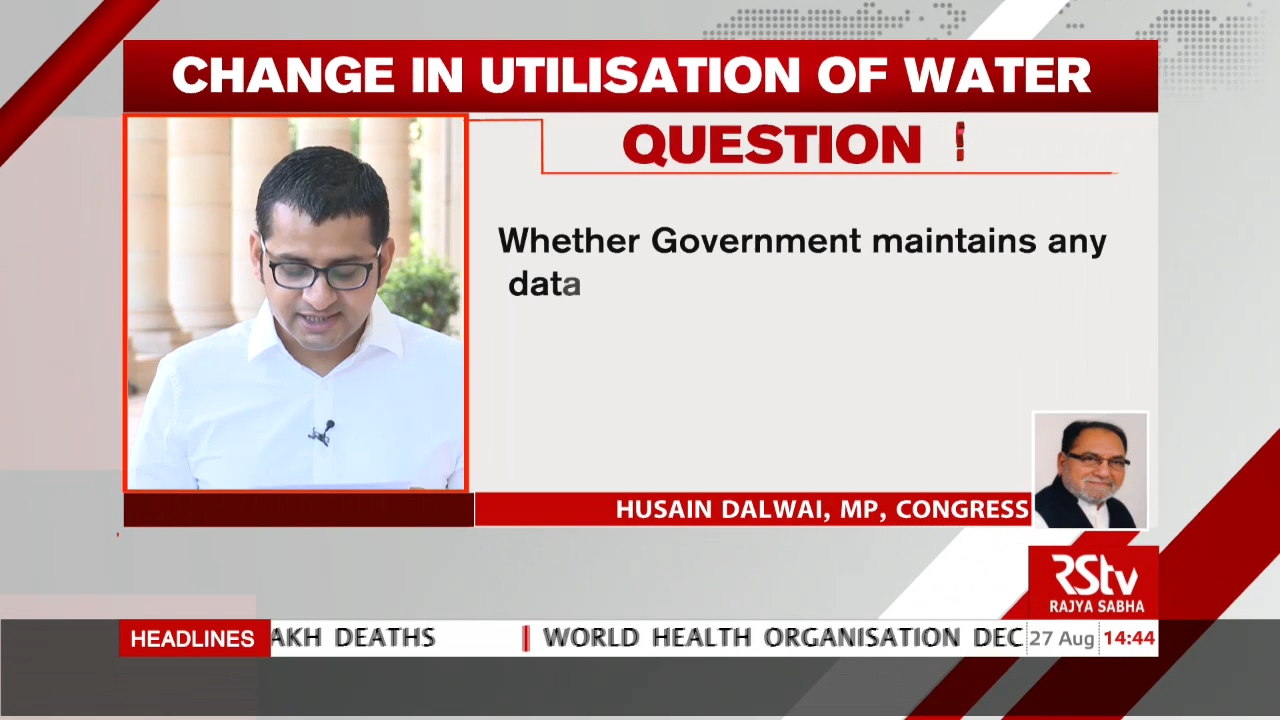 CHANGE IN UTILISATION OF WATER
QUESTION
Whether Government maintains any
data
HUSAIN DALWAI, MP, CONGRESS
RStv
RAJYA SABHA
HEADLINES
AKH DEATHS
WORLD HEALTH ORGANISATION DEC
27 Aug 14:44